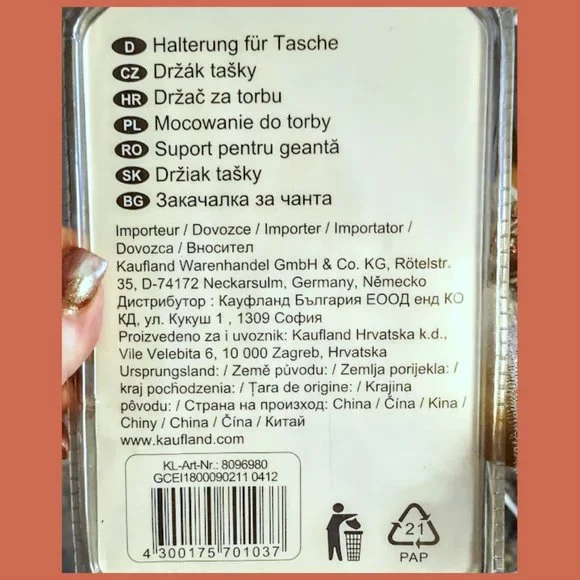 D Halterung für Tasche
CZ Držák tašky
HR Držač za torbu
PL Mocowanie do torby
RO Suport pentru geantă
SK Držiak tašky
BG Закачалка за чанта
Importeur / Dovozce / Importer / Importator /
Dovozca / Вносител
Kaufland Warenhandel GmbH & Co. KG, Rötelstr.
35, D-74172 Neckarsulm, Germany, Německo
Дистрибутор : Кауфланд България ЕООД енд КО
КД, ул. Кукуш 1 , 1309 София
Proizvedeno za i uvoznik: Kaufland Hrvatska k.d.,
Vile Velebita 6, 10 000 Zagreb, Hrvatska
Ursprungsland: / Země původu: / Zemlja porijekla: /
kraj pochodzenia: / Țara de origine: / Krajina
pôvodu: / Страна на произход: China / Čína / Kina /
Chiny / China / Čína / Китай
www.kaufland.com
KL-Art-Nr.: 8096980
GCEI1800090211 0412
4 300175 701037
21
PAP